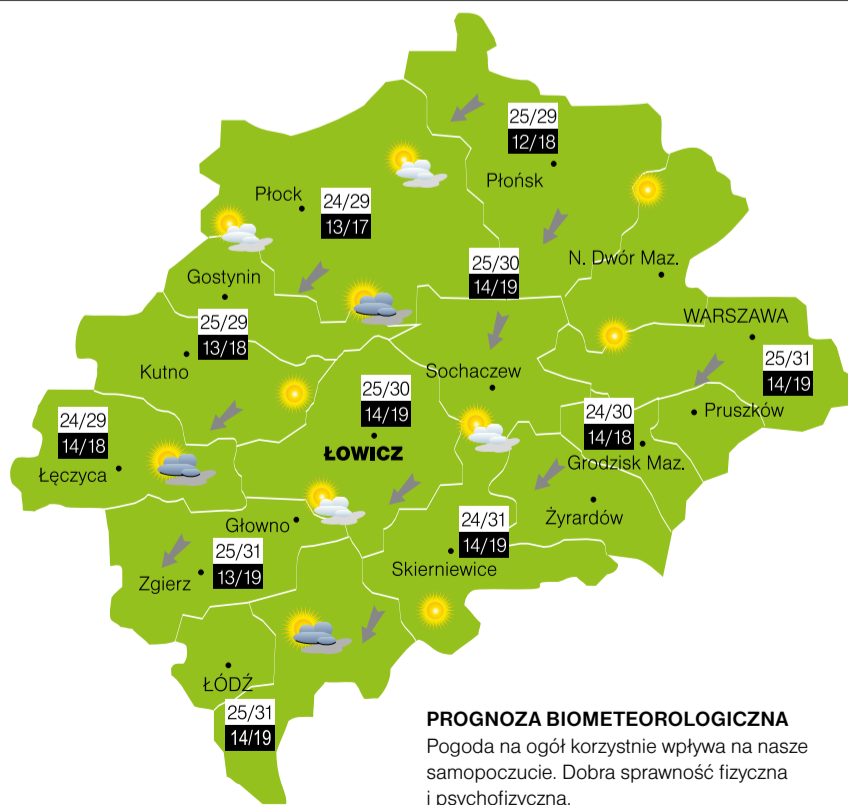 25/29
12/18
Płońsk
Płock
24/29
13/17
N. Dwór Maz.
25/30
14/19
Gostynin
WARSZAWA
25/29
13/18
Kutno
25/31
14/19
Sochaczew
25/30
14/19
Pruszków
24/30
14/18
24/29
14/18
ŁOWICZ
Grodzisk Maz.
Łęczyca
Żyrardów
24/31
14/19
Głowno
Skierniewice
25/31
13/19
Zgierz
ŁÓDŹ
25/31
14/19
PROGNOZA BIOMETEOROLOGICZNA
Pogoda na ogół korzystnie wpływa na nasze
samopoczucie. Dobra sprawność fizyczna
i psychofizyczna.